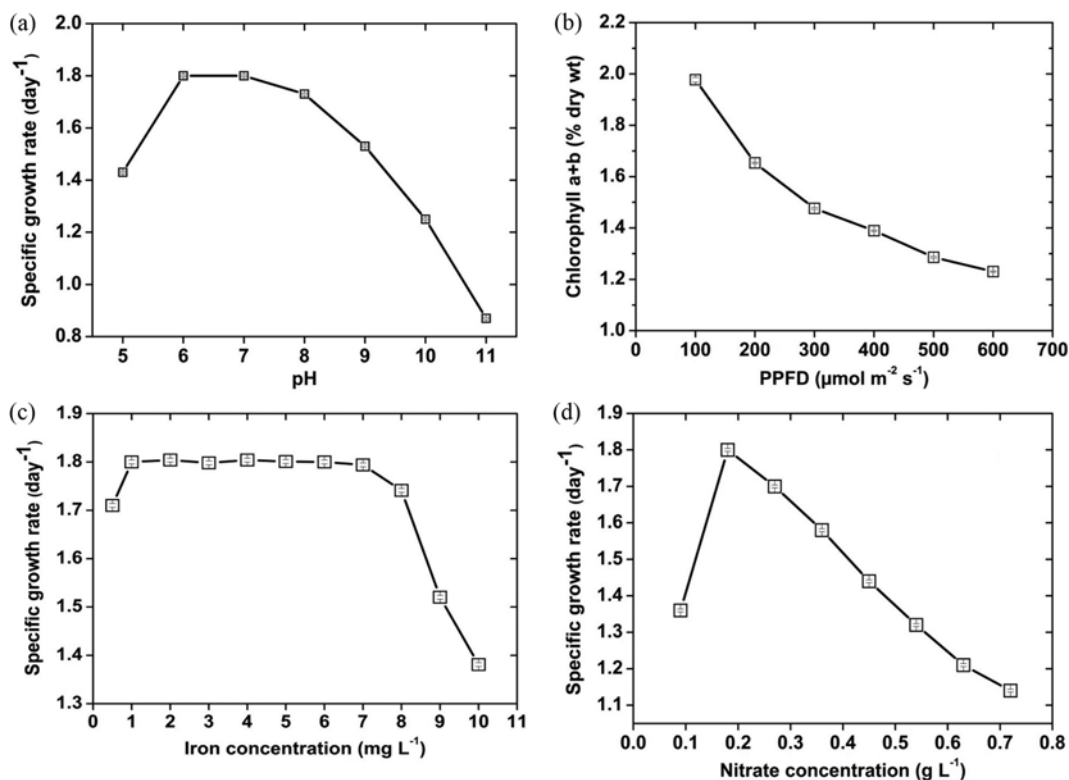 (a)
2.0
1.8
1.6
1.4
1.2
1.0
0.8
Specific growth rate (day-1)
5 6 7 8 9 10 11
pH
(b)
2.2
2.0
1.8
1.6
1.4
1.2
1.0
Chlorophyll a+b (% dry wt)
0 100 200 300 400 500 600 700
PPFD (µmol m-2 s-1)
(c)
1.9
1.8
1.7
1.6
1.5
1.4
1.3
Specific growth rate (day-1)
0 1 2 3 4 5 6 7 8 9 10 11
Iron concentration (mg L-1)
(d)
1.9
1.8
1.7
1.6
1.5
1.4
1.3
1.2
1.1
Specific growth rate (day-1)
0.0 0.1 0.2 0.3 0.4 0.5 0.6 0.7 0.8
Nitrate concentration (g L-1)